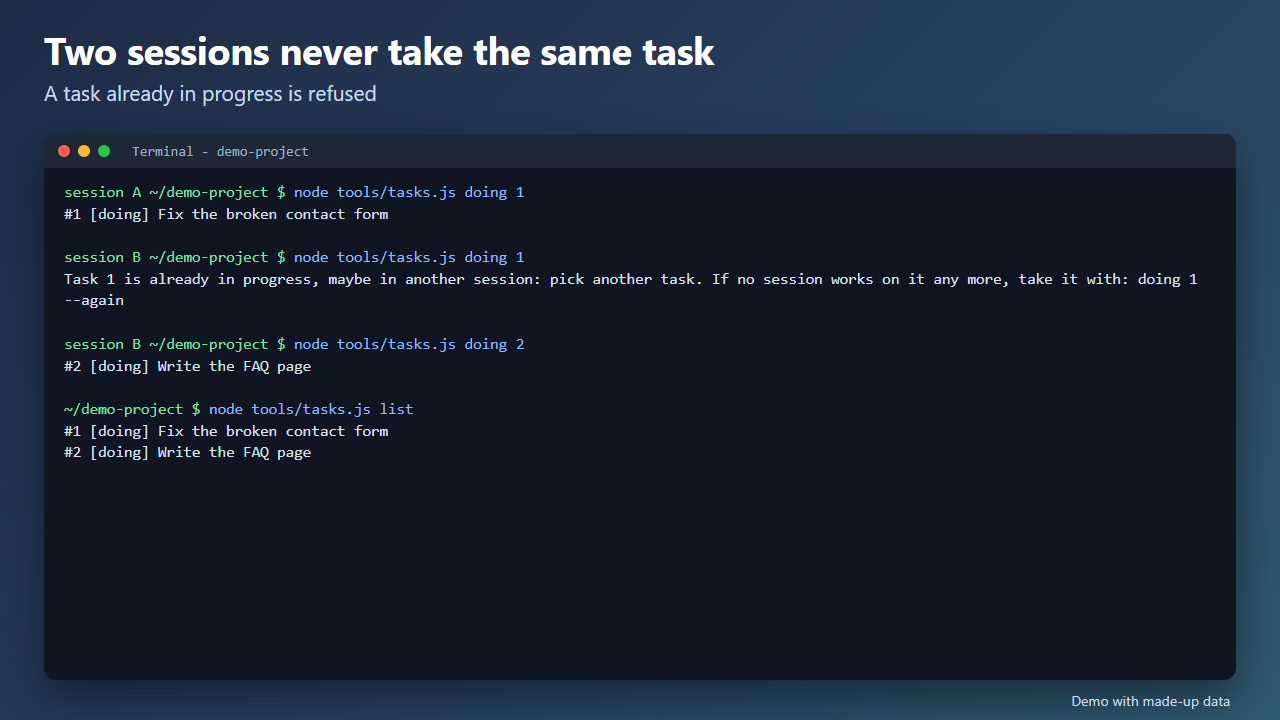 Two sessions never take the same task
A task already in progress is refused
Terminal - demo-project
session A ~/demo-project $ node tools/tasks.js doing 1
#1 [doing] Fix the broken contact form
session B ~/demo-project $ node tools/tasks.js doing 1
Task 1 is already in progress, maybe in another session: pick another task. If no session works on it any more, take it with: doing 1
--again
session B ~/demo-project $ node tools/tasks.js doing 2
#2 [doing] Write the FAQ page
~/demo-project $ node tools/tasks.js list
#1 [doing] Fix the broken contact form
#2 [doing] Write the FAQ page
Demo with made-up data